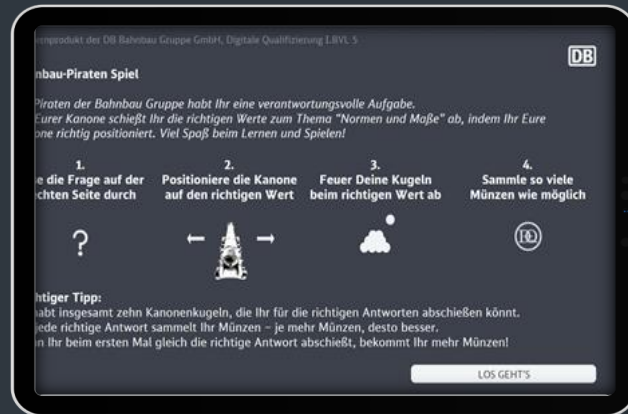 enprodukt der DB Bahnbau Gruppe GmbH, Digitale Qualifizierung I.BVL 5
DB
nbau-Piraten Spiel
Piraten der Bahnbau Gruppe habt Ihr eine verantwortungsvolle Aufgabe.
Eurer Kanone schießt Ihr die richtigen Werte zum Thema "Normen und Maße" ab, indem Ihr Eure
one richtig positioniert. Viel Spaß beim Lernen und Spielen!
1.
e die Frage auf der
chten Seite durch
2.
Positioniere die Kanone
auf den richtigen Wert
3.
Feuer Deine Kugeln
beim richtigen Wert ab
4.
Sammle so viele
Münzen wie möglich
?
htiger Tipp:
abt insgesamt zehn Kanonenkugeln, die Ihr für die richtigen Antworten abschießen könnt.
jede richtige Antwort sammelt Ihr Münzen – je mehr Münzen, desto besser.
n Ihr beim ersten Mal gleich die richtige Antwort abschießt, bekommt Ihr mehr Münzen!
LOS GEHT'S